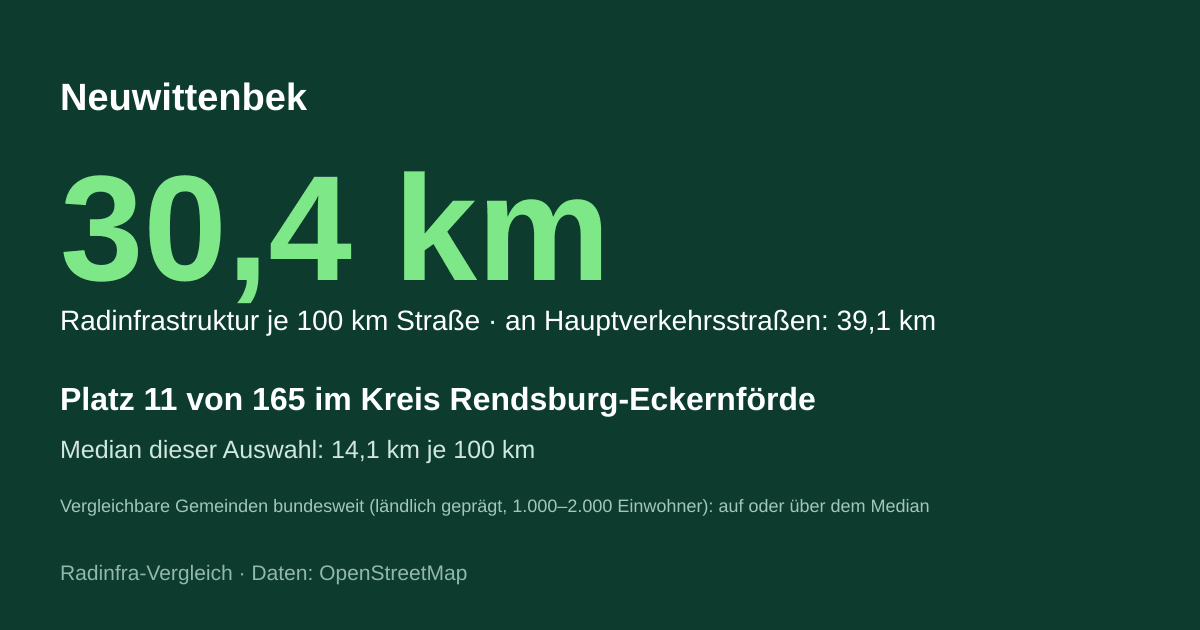 Neuwittenbek
30,4 km
Radinfrastruktur je 100 km Straße · an Hauptverkehrsstraßen: 39,1 km
Platz 11 von 165 im Kreis Rendsburg-Eckernförde
Median dieser Auswahl: 14,1 km je 100 km
Vergleichbare Gemeinden bundesweit (ländlich geprägt, 1.000–2.000 Einwohner): auf oder über dem Median
Radinfra-Vergleich · Daten: OpenStreetMap